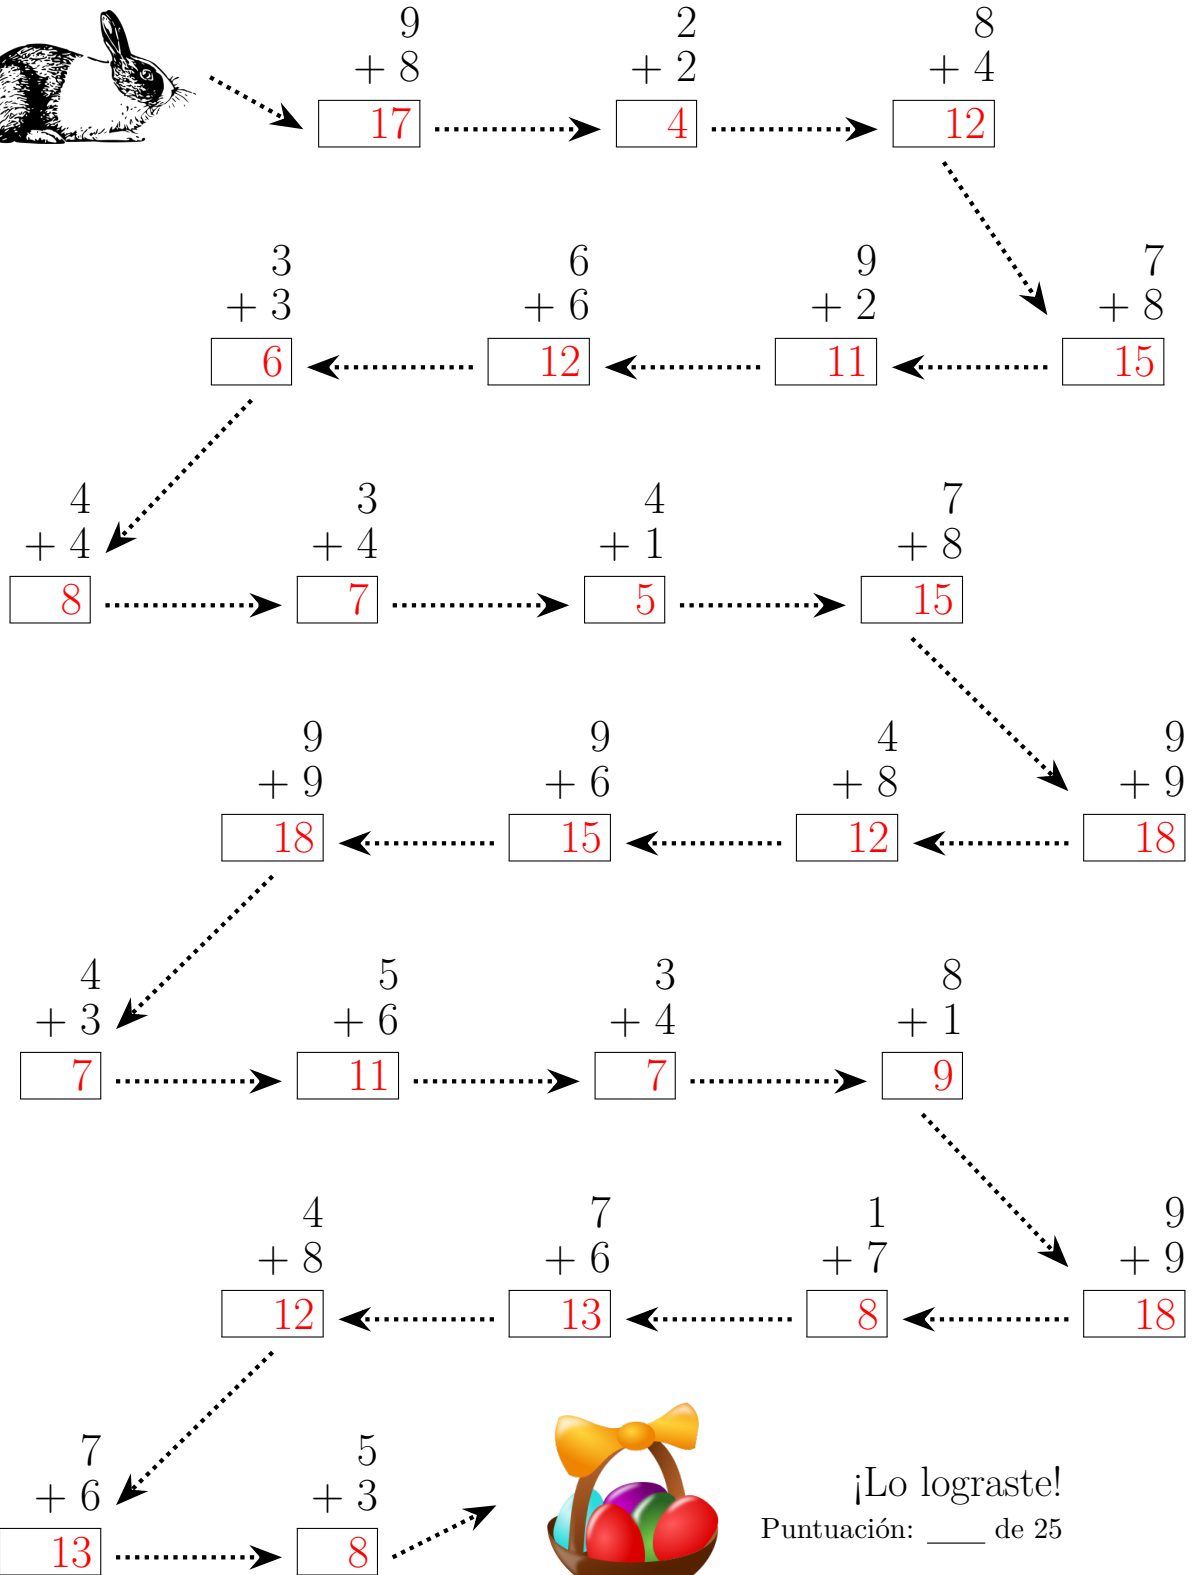 9 2 8
+ 8 + 2 + 4
17 4 12
3 6 9 7
+ 3 + 6 + 2 + 8
6 12 11 15
4 3 4 7
+ 4 + 4 + 1 + 8
8 7 5 15
9 9 4 9
+ 9 + 6 + 8 + 9
18 15 12 18
4 5 3 8
+ 3 + 6 + 4 + 1
7 11 7 9
4 7 1 9
+ 8 + 6 + 7 + 9
12 13 8 18
7 5
+ 6 + 3
13 8
¡Lo lograste!
Puntuación: ____ de 25